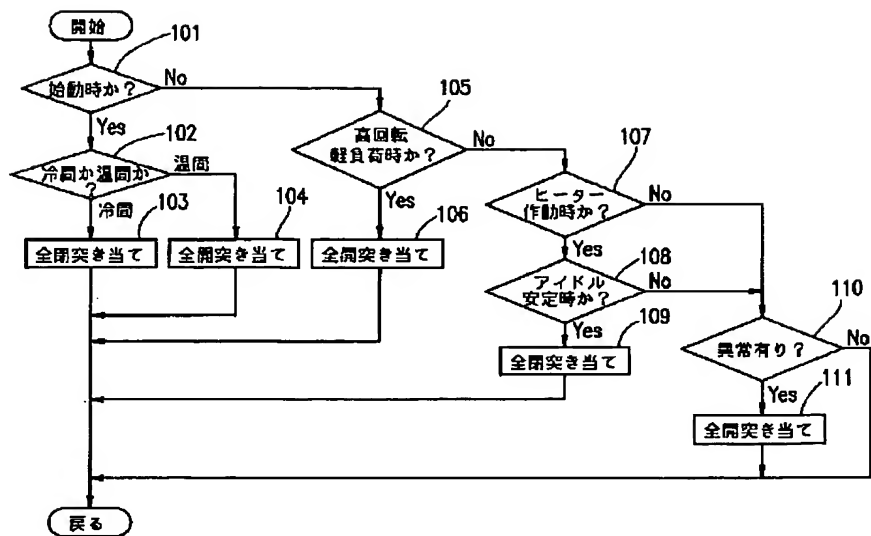 開始
101
始動時か?
No
Yes
102
冷間か温間か
?
温間
冷間
103
全閉突き当て
104
全開突き当て
105
高回転
軽負荷時か?
No
Yes
106
全開突き当て
107
ヒーター
作動時か?
No
Yes
108
アイドル
安定時か?
No
Yes
109
全閉突き当て
110
異常有り?
No
Yes
111
全開突き当て
戻る